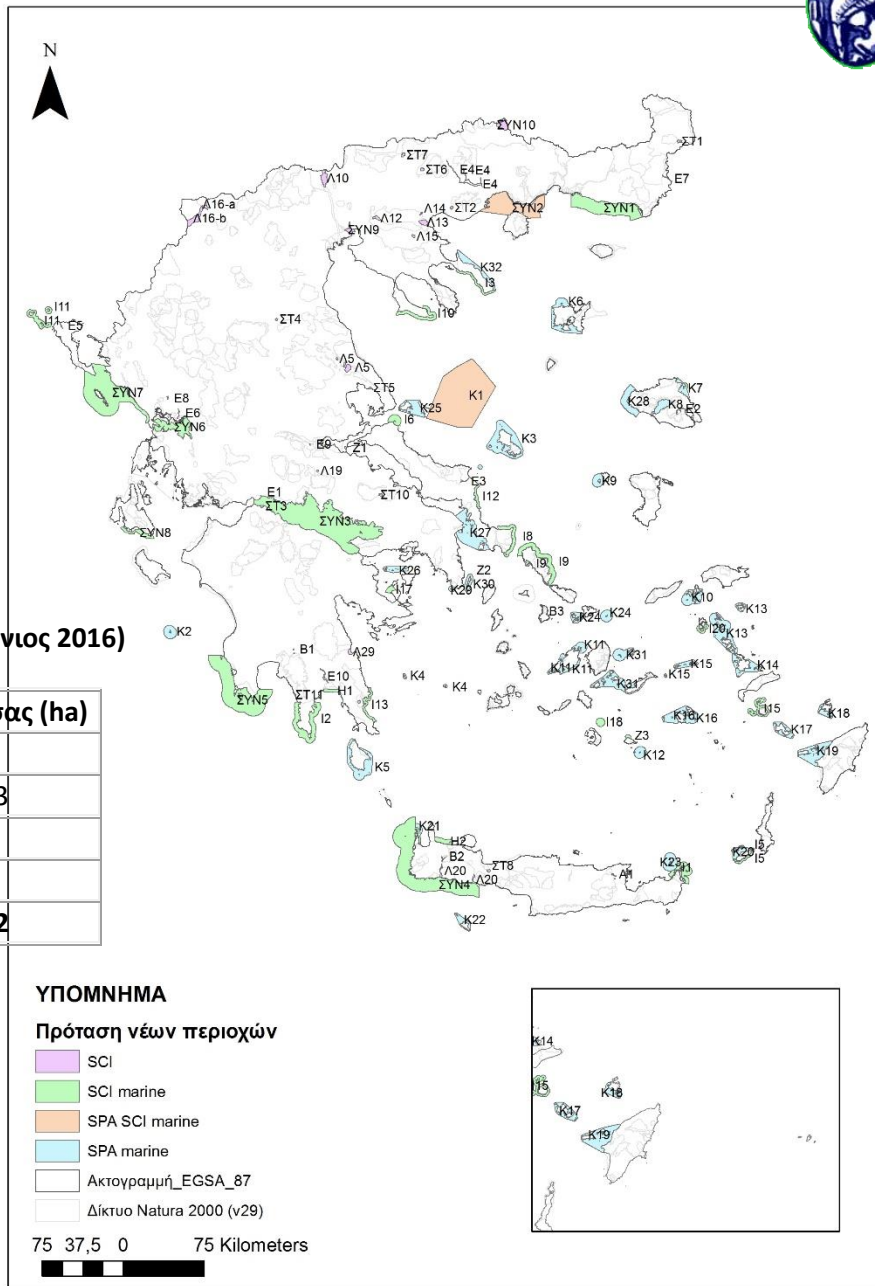 N
ΣΥΝ10
ΣΤ1
ΣΤ7
Λ10
ΣΤ6
Ε4Ε4
Ε4
Ε7
Λ16-a
Λ16-b
Λ14
ΣΤ2
ΣΥΝ2
ΣΥΝ1
Λ12
Λ13
ΣΥΝ9
Λ15
Κ32
Ι3
Ι11
Ι11
Ε5
Ι10
Κ6
ΣΤ4
Λ5
Λ5
ΣΤ5
Κ1
Κ7
Κ28
Κ8
Ε2
ΣΥΝ7
Ε8
Ε6
ΣΥΝ6
Κ25
Ι6
Κ3
Ε9
Ζ1
Λ19
Ε3
Κ9
Ε1
ΣΤ3
ΣΤ10
Ι12
ΣΥΝ3
ΣΥΝ8
Κ27
Ι8
Κ26
Ζ2
Ι9
Ι9
Ι17
Κ29
Κ30
Β3
Κ24
Κ24
Κ10
Κ13
Κ2
Ι20
Κ13
νιος 2016)
Β1
Λ29
Κ11
Κ11
Κ11
Κ31
Κ15
Κ15
Κ14
Ε10
Κ4
Κ4
Κ31
ΣΥΝ5
ΣΤ11
Η1
Ι2
Ι13
Ι15
σας (ha)
Κ16
Κ16
Κ18
Ι18
Κ17
Ζ3
Κ19
Κ5
Κ12
3
Κ21
Η2
Β2
Κ20
Ι5
Ι5
Λ20
ΣΤ8
Κ23
Ι1
Α1
ΣΥΝ4
Λ20
2
Κ22
ΥΠΟΜΝΗΜΑ
Πρόταση νέων περιοχών
SCI
SCI marine
SPA SCI marine
SPA marine
Ακτογραμμή_EGSA_87
Δίκτυο Natura 2000 (v29)
75 37,5 0 75 Kilometers
Κ14
Ι15
Κ18
Κ17
Κ19